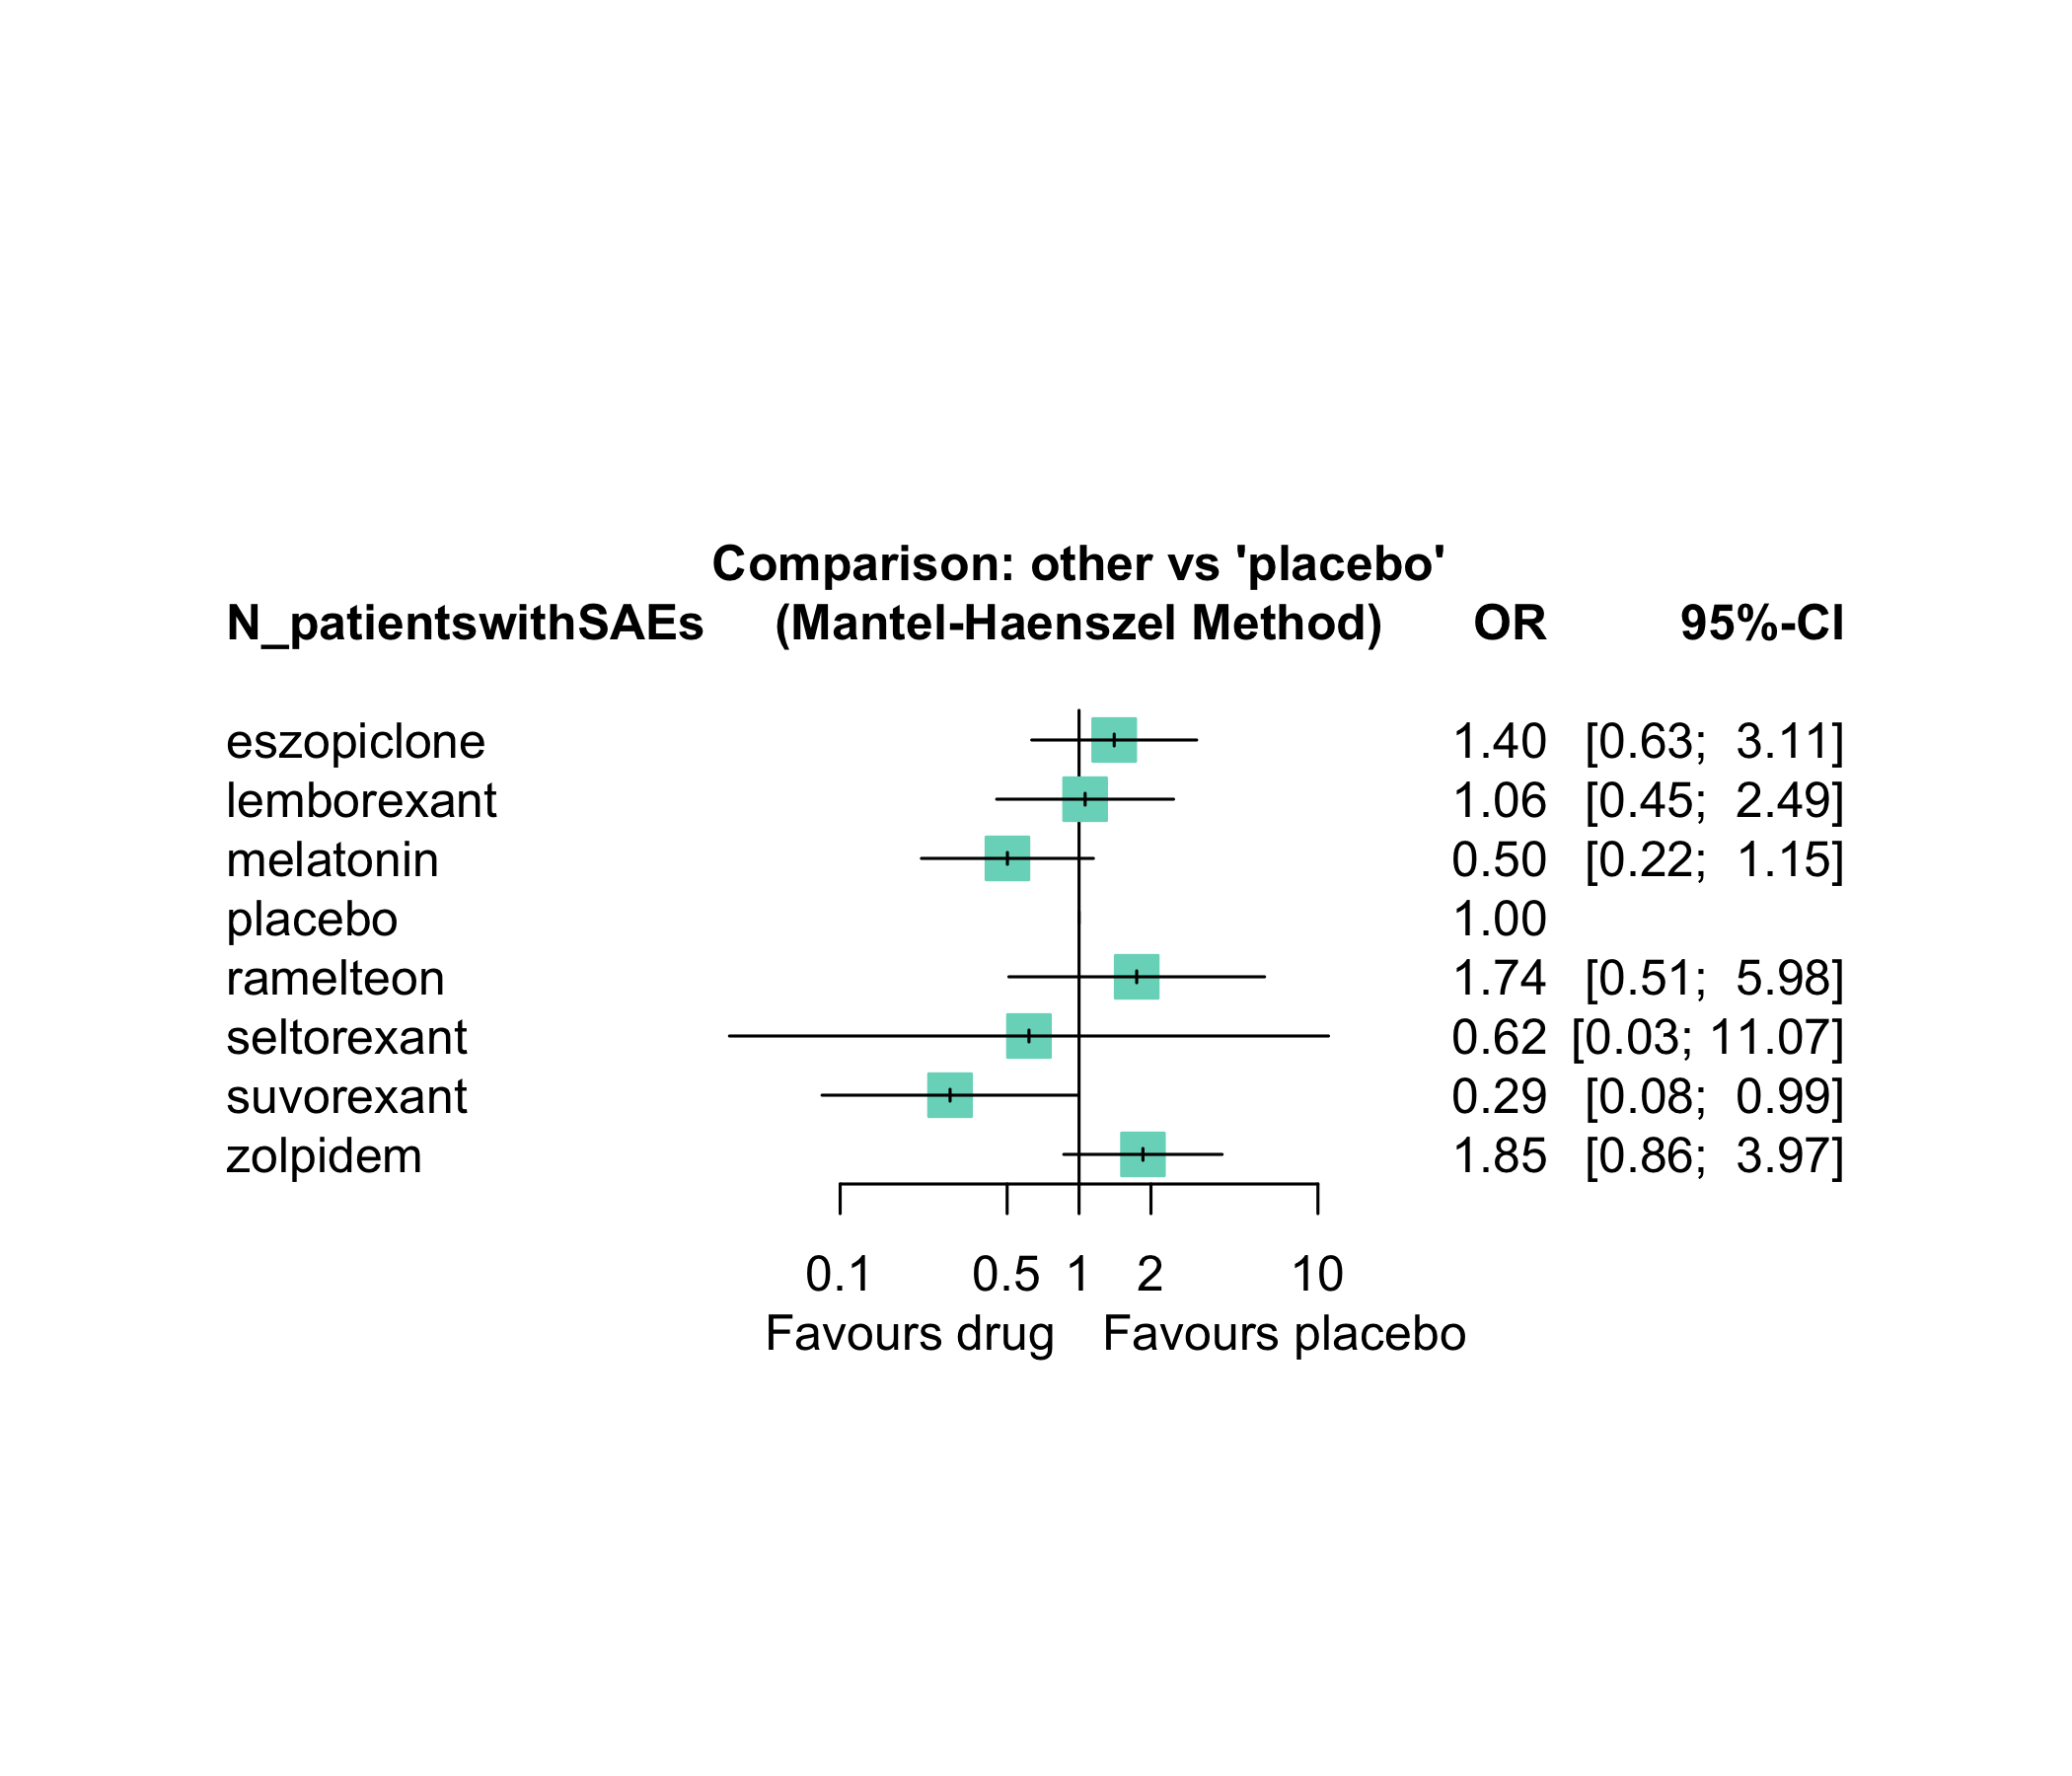 Comparison: other vs 'placebo'
N_patientswithSAEs (Mantel-Haenszel Method) OR 95%-CI
eszopiclone 1.40 [0.63; 3.11]
lemborexant 1.06 [0.45; 2.49]
melatonin 0.50 [0.22; 1.15]
placebo 1.00
ramelteon 1.74 [0.51; 5.98]
seltorexant 0.62 [0.03; 11.07]
suvorexant 0.29 [0.08; 0.99]
zolpidem 1.85 [0.86; 3.97]
0.1 0.5 1 2 10
Favours drug Favours placebo